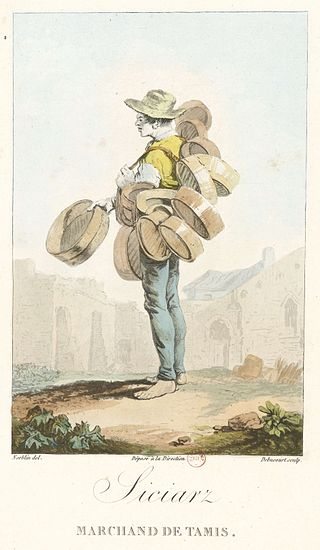 Norblin del. Déposé à la Direction Debucourt sculp.
Siciarz
MARCHAND DE TAMIS.